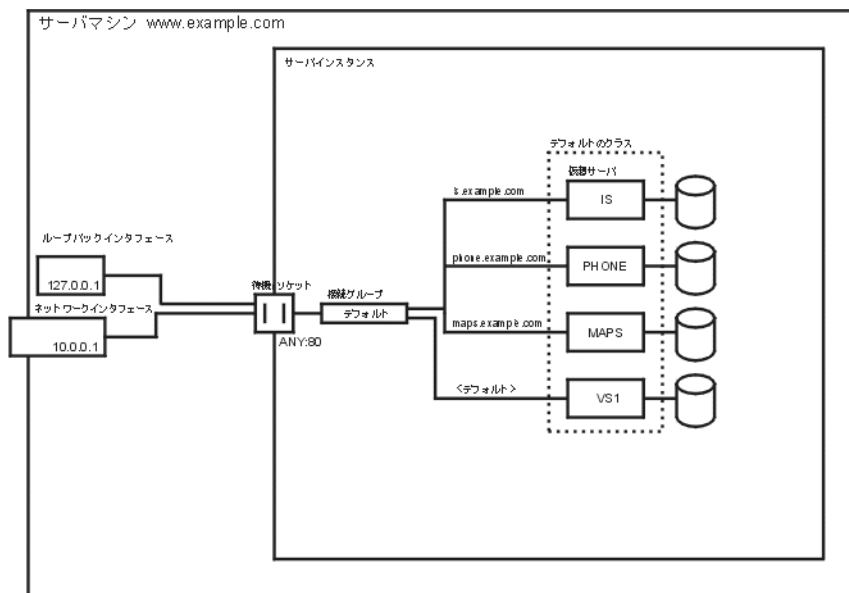 サーバマシン www.example.com
サーバインスタンス
デフォルトのクラス
仮想サーバ
is.example.com
IS
ループバックインタフェース
127.0.0.1
phone.example.com
PHONE
ネットワークインタフェース
10.0.0.1
待機ソケット
ANY:80
接続グループ
デフォルト
maps.example.com
MAPS
<デフォルト>
VS1